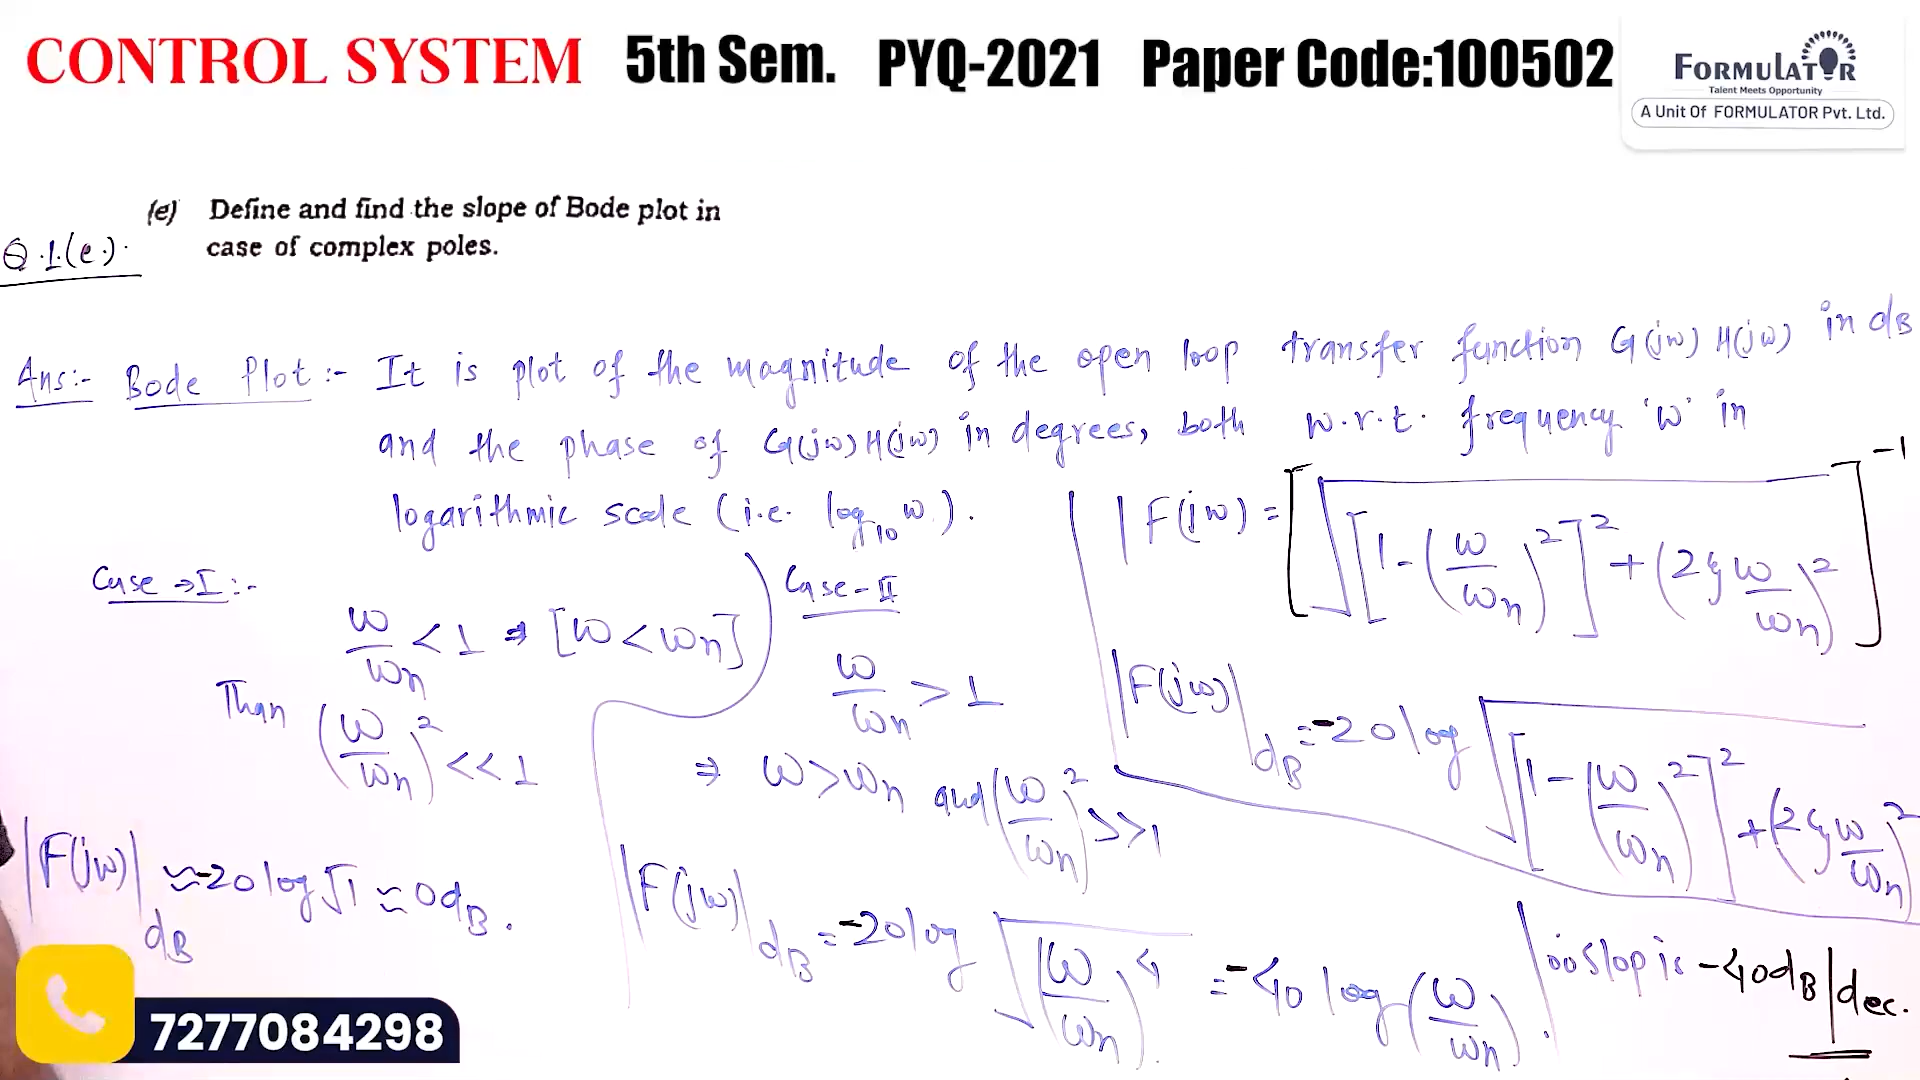 CONTROL SYSTEM 5th Sem. PYQ-2021 Paper Code:100502
FORMULATOR
Talent Meets Opportunity
A Unit Of FORMULATOR Pvt. Ltd.
(e) Define and find the slope of Bode plot in
case of complex poles.
Q.1.(e).
Ans:- Bode Plot :- It is plot of the magnitude of the open loop transfer function G(jw) H(jw) in dB
and the phase of G(jw) H(jw) in degrees, both w.r.t. frequency 'w' in
logarithmic scale (i.e. log₁₀ w).
Case → I :-
ω/ωn < 1 ⇒ [ω < ωn]
Than (ω/ωn)² << 1
|F(jω)|dB ≈ -20 log √1 ≈ 0 dB.
Case - II
ω/ωn > 1
⇒ ω > ωn and (ω/ωn)² >> 1
|F(jω)|dB = -20 log √(ω/ωn)⁴ = -40 log (ω/ωn).
|F(jω) = [√[1-(ω/ωn)²]² + (2ξω/ωn)²]⁻¹
|F(jω)|dB = -20 log √[1-(ω/ωn)²]² + (2ξω/ωn)²
∴ Slop is -40dB/dec.
7277084298